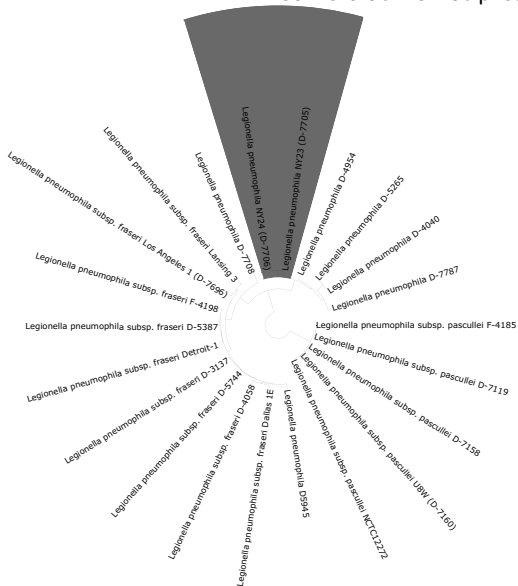 Legionella pneumophila NY24 (D-7706)
Legionella pneumophila NY23 (D-7705)
Legionella pneumophila D-4954
Legionella pneumophila D-5265
Legionella pneumophila D-4040
Legionella pneumophila D-7787
Legionella pneumophila subsp. pascullei F-4185
Legionella pneumophila subsp. pascullei D-7119
Legionella pneumophila subsp. pascullei D-7158
Legionella pneumophila subsp. pascullei U8W (D-7160)
Legionella pneumophila subsp. pascullei NCTC12272
Legionella pneumophila D5945
Legionella pneumophila subsp. fraseri Dallas 1E
Legionella pneumophila subsp. fraseri D-4058
Legionella pneumophila subsp. fraseri D-5744
Legionella pneumophila subsp. fraseri D-3137
Legionella pneumophila subsp. fraseri Detroit-1
Legionella pneumophila subsp. fraseri D-5387
Legionella pneumophila subsp. fraseri F-4198
Legionella pneumophila subsp. fraseri Los Angeles 1 (D-7696)
Legionella pneumophila subsp. fraseri Lansing 3
Legionella pneumophila D-7708